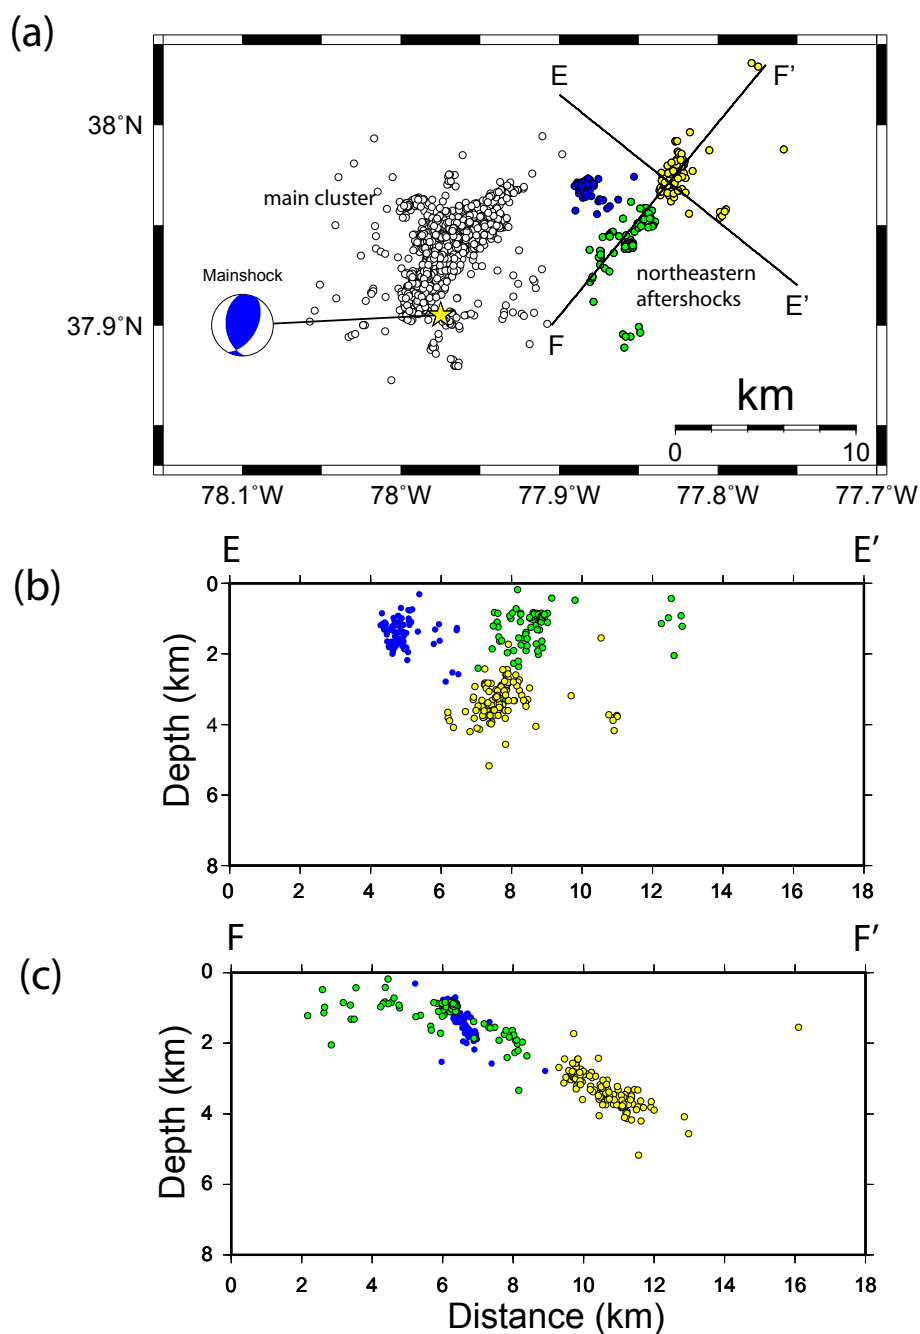 (a)
E
F’
38˚N
main cluster
Mainshock
northeastern
aftershocks
E’
37.9˚N
F
km
0 10
78.1˚W 78˚W 77.9˚W 77.8˚W 77.7˚W
E E’
(b)
0
2
4
6
8
Depth (km)
0 2 4 6 8 10 12 14 16 18
F F’
(c)
0
2
4
6
8
Depth (km)
0 2 4 6 8 10 12 14 16 18
Distance (km)